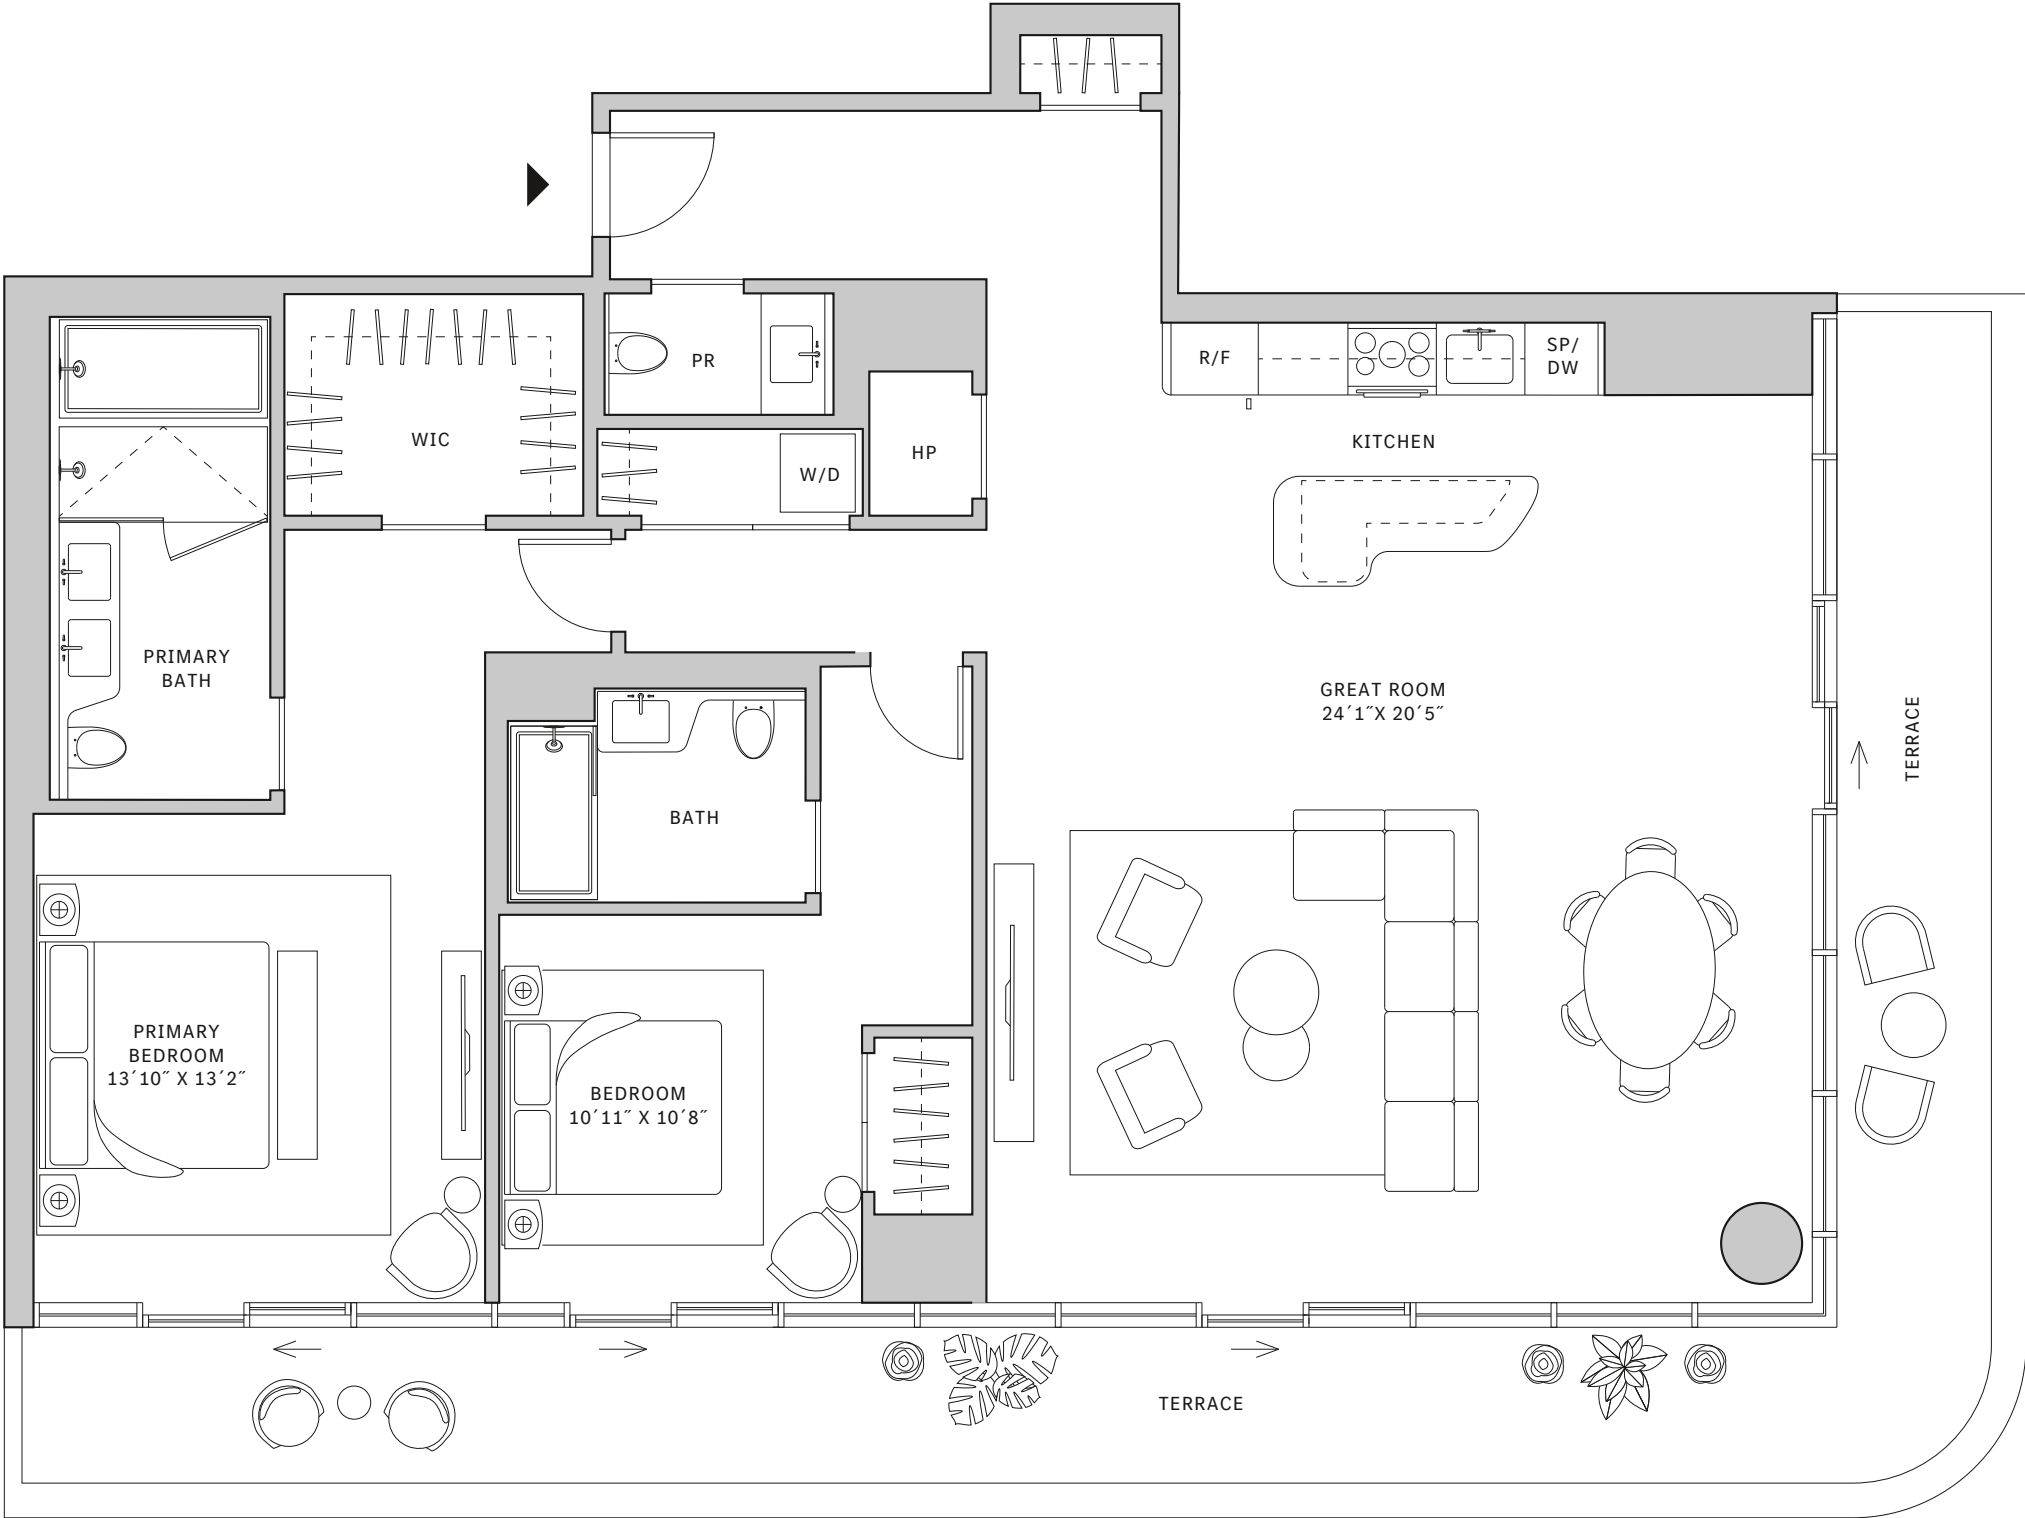 R/F
SP/
DW
PR
WIC
W/D
HP
KITCHEN
PRIMARY
BATH
GREAT ROOM
24´1˝X 20´5˝
TERRACE
BATH
PRIMARY
BEDROOM
13´10˝ X 13´2˝
BEDROOM
10´11˝ X 10´8˝
TERRACE